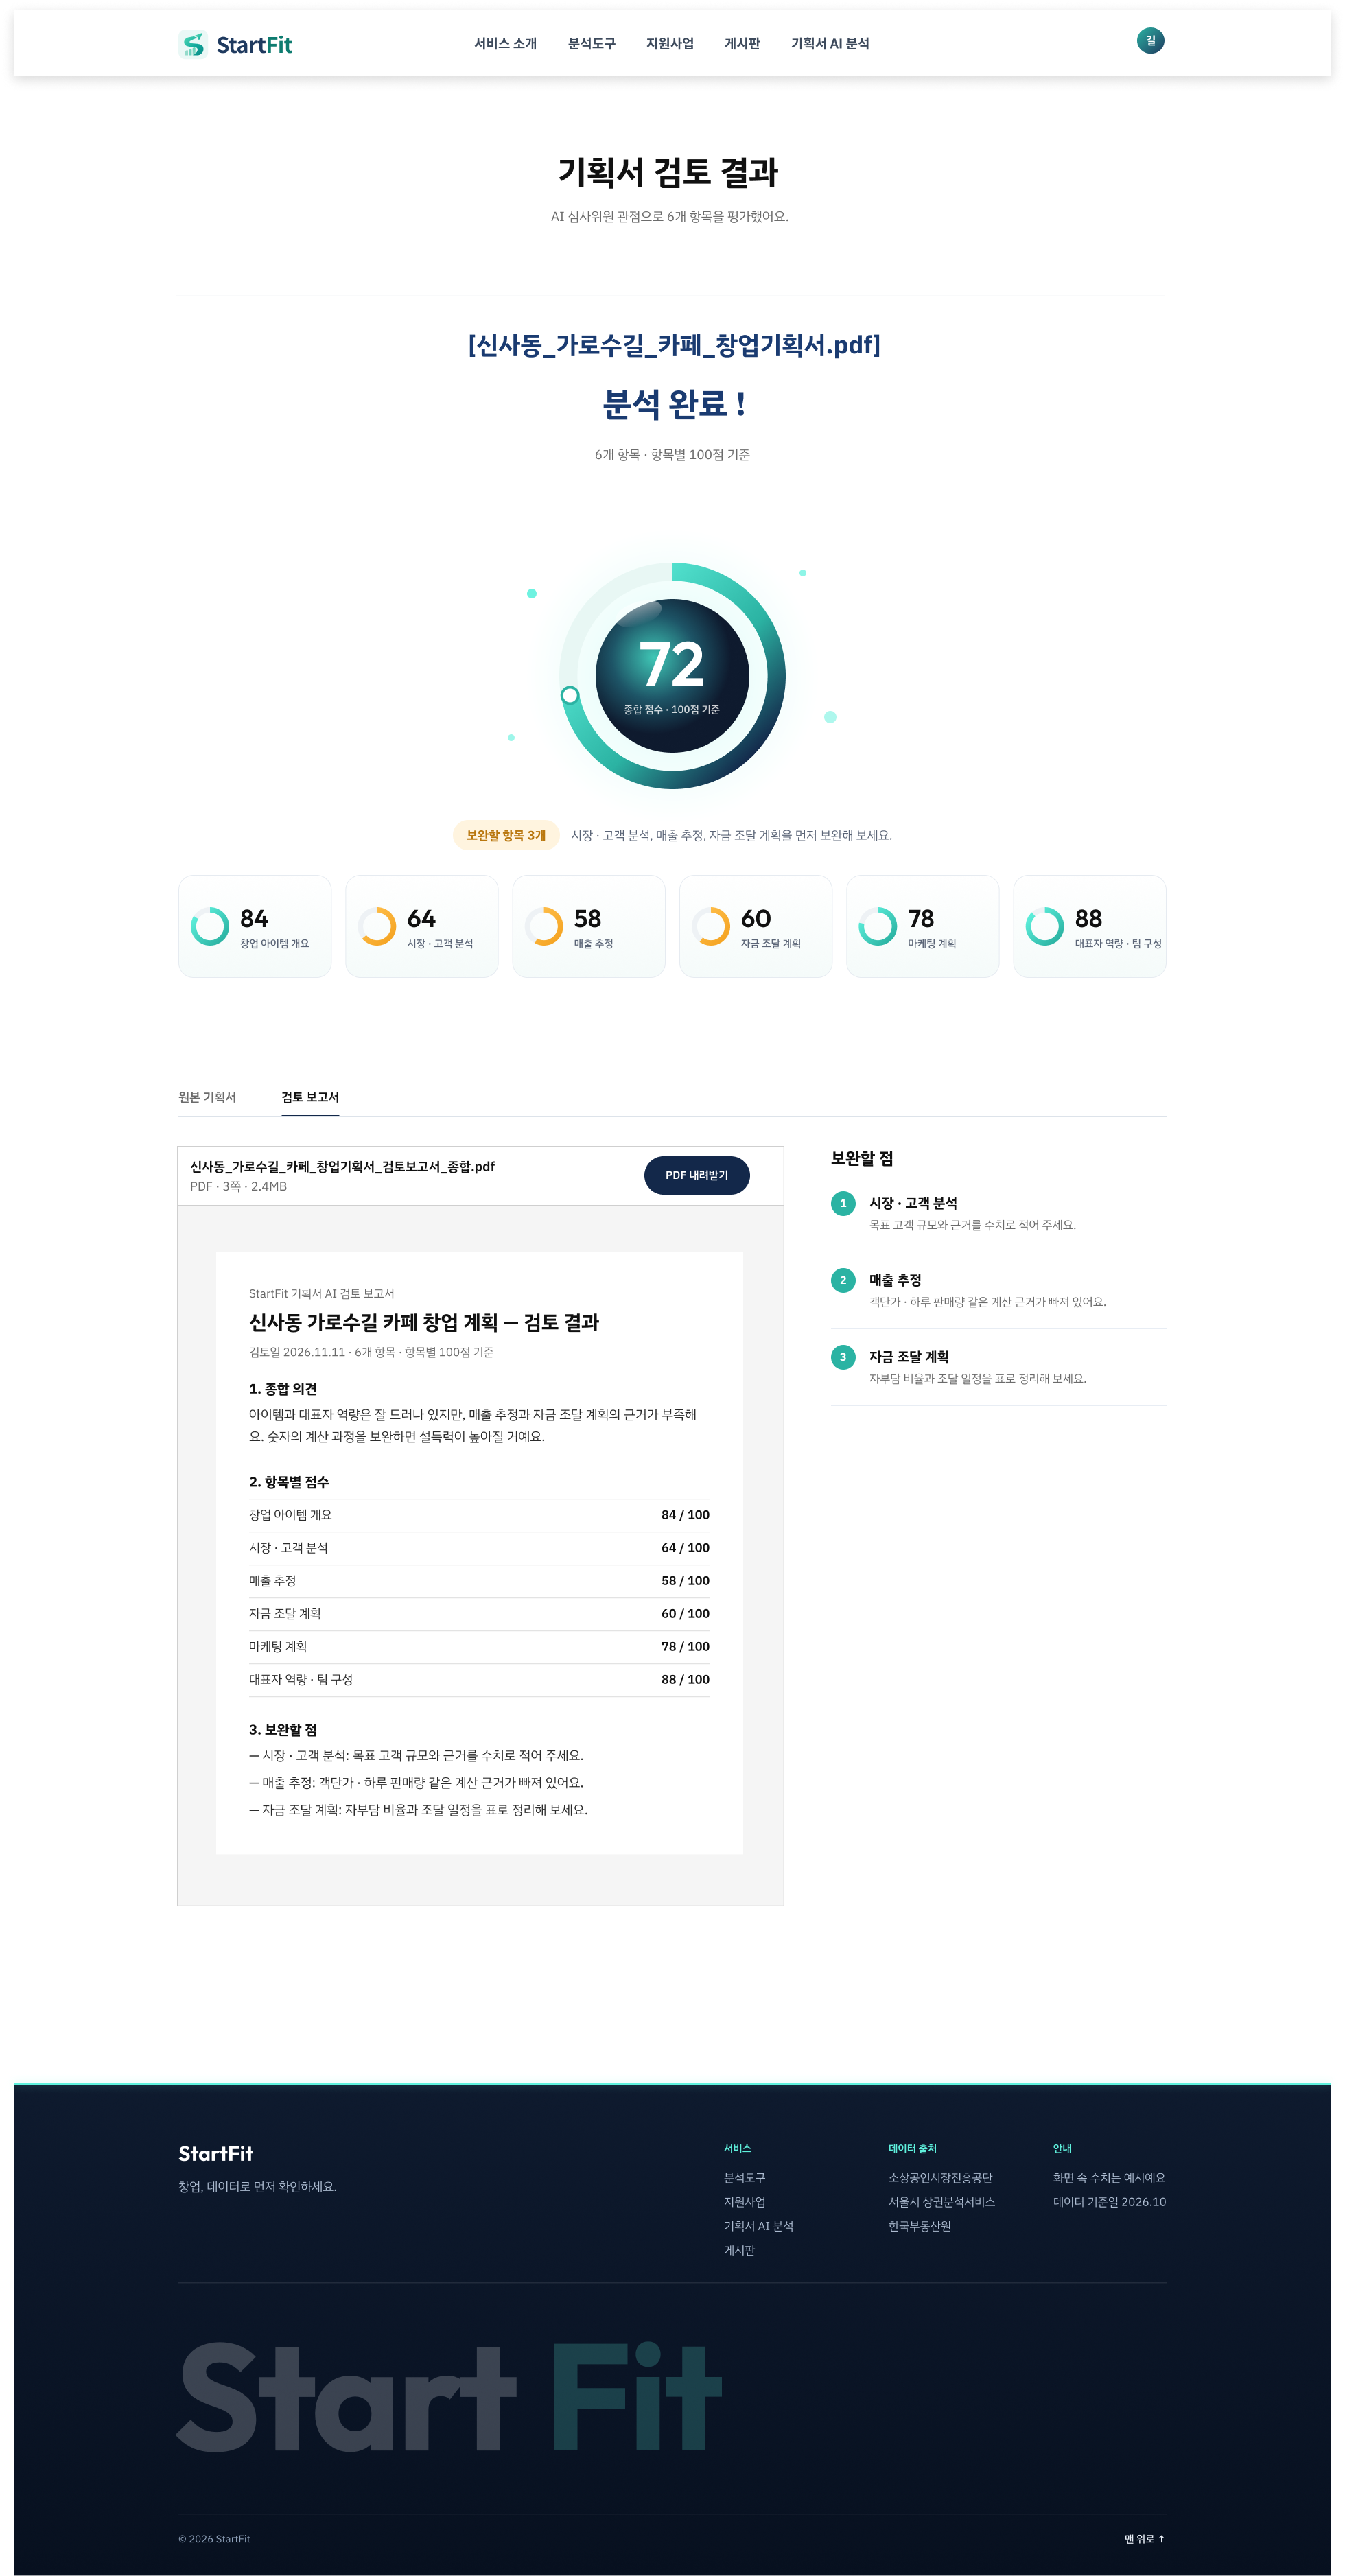 StartFit
서비스 소개
분석도구
지원사업
게시판
기획서 AI 분석
길
기획서 검토 결과
AI 심사위원 관점으로 6개 항목을 평가했어요.
[신사동_가로수길_카페_창업기획서.pdf]
분석 완료 !
6개 항목 · 항목별 100점 기준
72
종합 점수 · 100점 기준
보완할 항목 3개
시장 · 고객 분석, 매출 추정, 자금 조달 계획을 먼저 보완해 보세요.
84
창업 아이템 개요
64
시장 · 고객 분석
58
매출 추정
60
자금 조달 계획
78
마케팅 계획
88
대표자 역량 · 팀 구성
원본 기획서
검토 보고서
신사동_가로수길_카페_창업기획서_검토보고서_종합.pdf
PDF · 3쪽 · 2.4MB
PDF 내려받기
StartFit 기획서 AI 검토 보고서
신사동 가로수길 카페 창업 계획 — 검토 결과
검토일 2026.11.11 · 6개 항목 · 항목별 100점 기준
1. 종합 의견
아이템과 대표자 역량은 잘 드러나 있지만, 매출 추정과 자금 조달 계획의 근거가 부족해
요. 숫자의 계산 과정을 보완하면 설득력이 높아질 거예요.
2. 항목별 점수
창업 아이템 개요 84 / 100
시장 · 고객 분석 64 / 100
매출 추정 58 / 100
자금 조달 계획 60 / 100
마케팅 계획 78 / 100
대표자 역량 · 팀 구성 88 / 100
3. 보완할 점
— 시장 · 고객 분석: 목표 고객 규모와 근거를 수치로 적어 주세요.
— 매출 추정: 객단가 · 하루 판매량 같은 계산 근거가 빠져 있어요.
— 자금 조달 계획: 자부담 비율과 조달 일정을 표로 정리해 보세요.
보완할 점
1
시장 · 고객 분석
목표 고객 규모와 근거를 수치로 적어 주세요.
2
매출 추정
객단가 · 하루 판매량 같은 계산 근거가 빠져 있어요.
3
자금 조달 계획
자부담 비율과 조달 일정을 표로 정리해 보세요.
StartFit
창업, 데이터로 먼저 확인하세요.
서비스
분석도구
지원사업
기획서 AI 분석
게시판
데이터 출처
소상공인시장진흥공단
서울시 상권분석서비스
한국부동산원
안내
화면 속 수치는 예시예요
데이터 기준일 2026.10
Start Fit
© 2026 StartFit
맨 위로 ↑